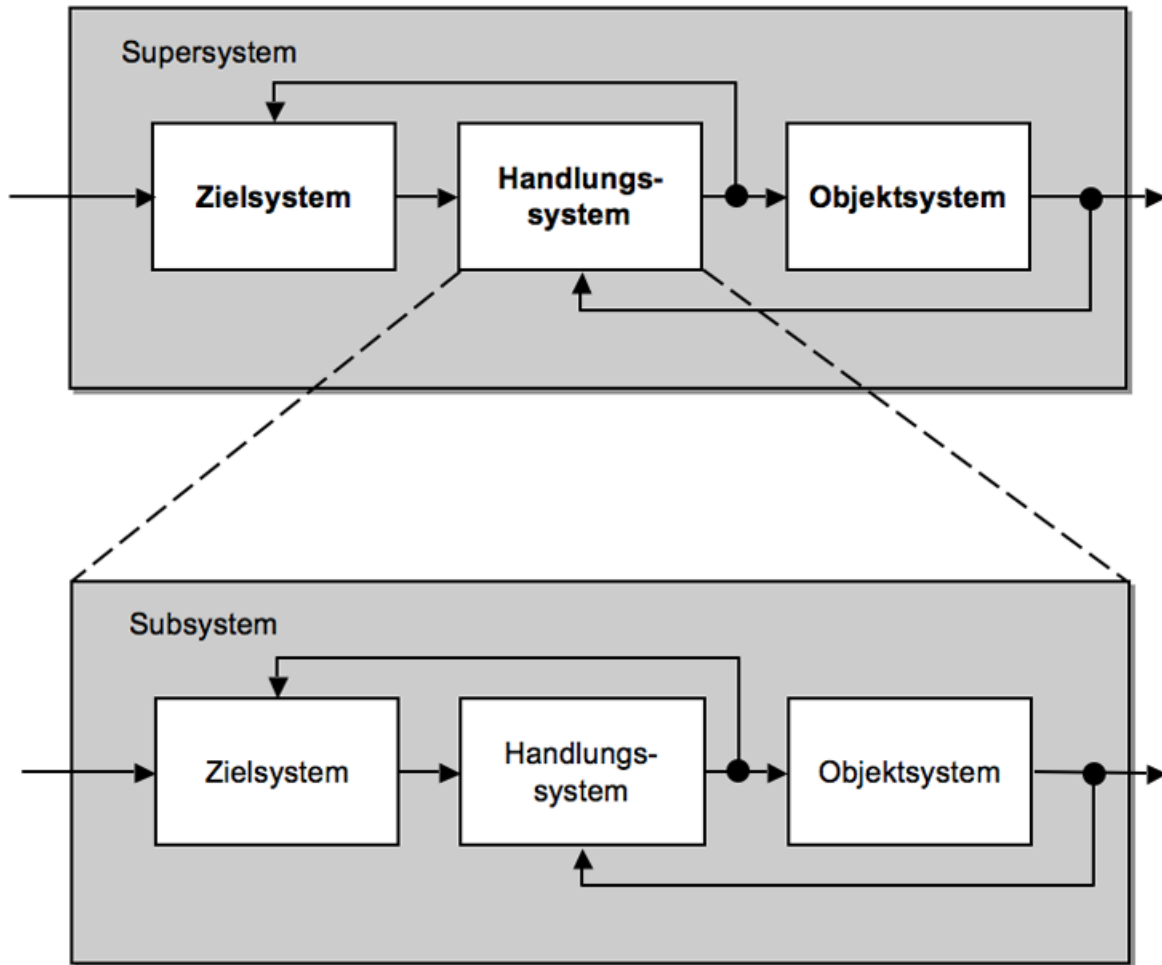 Supersystem
Zielsystem
Handlungs-
system
Objektsystem
Subsystem
Zielsystem
Handlungs-
system
Objektsystem